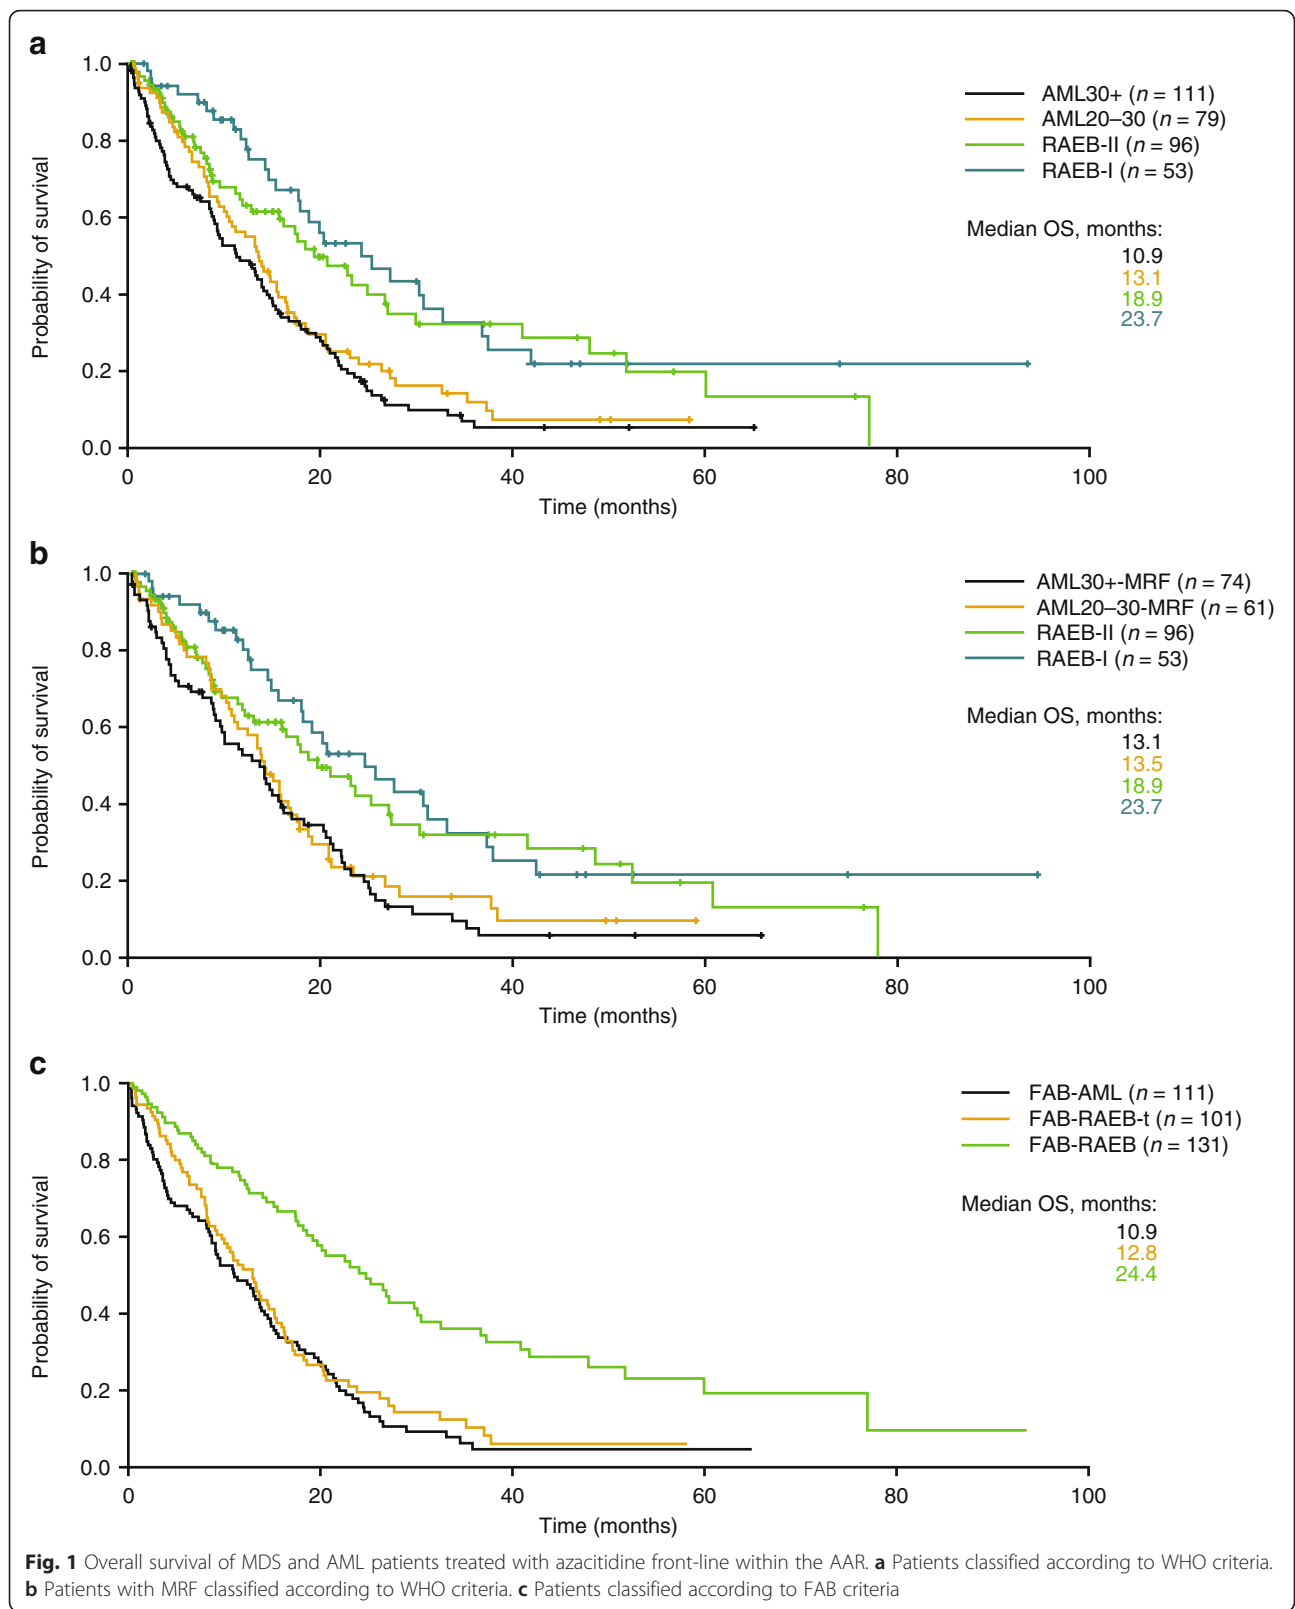 a
1.0
0.8
0.6
0.4
0.2
0.0
Probability of survival
0 20 40 60 80 100
Time (months)
AML30+ (n = 111)
AML20–30 (n = 79)
RAEB-II (n = 96)
RAEB-I (n = 53)
Median OS, months:
10.9
13.1
18.9
23.7
b
1.0
0.8
0.6
0.4
0.2
0.0
Probability of survival
0 20 40 60 80 100
Time (months)
AML30+-MRF (n = 74)
AML20–30-MRF (n = 61)
RAEB-II (n = 96)
RAEB-I (n = 53)
Median OS, months:
13.1
13.5
18.9
23.7
c
1.0
0.8
0.6
0.4
0.2
0.0
Probability of survival
0 20 40 60 80 100
Time (months)
FAB-AML (n = 111)
FAB-RAEB-t (n = 101)
FAB-RAEB (n = 131)
Median OS, months:
10.9
12.8
24.4
Fig. 1 Overall survival of MDS and AML patients treated with azacitidine front-line within the AAR. a Patients classified according to WHO criteria.
b Patients with MRF classified according to WHO criteria. c Patients classified according to FAB criteria